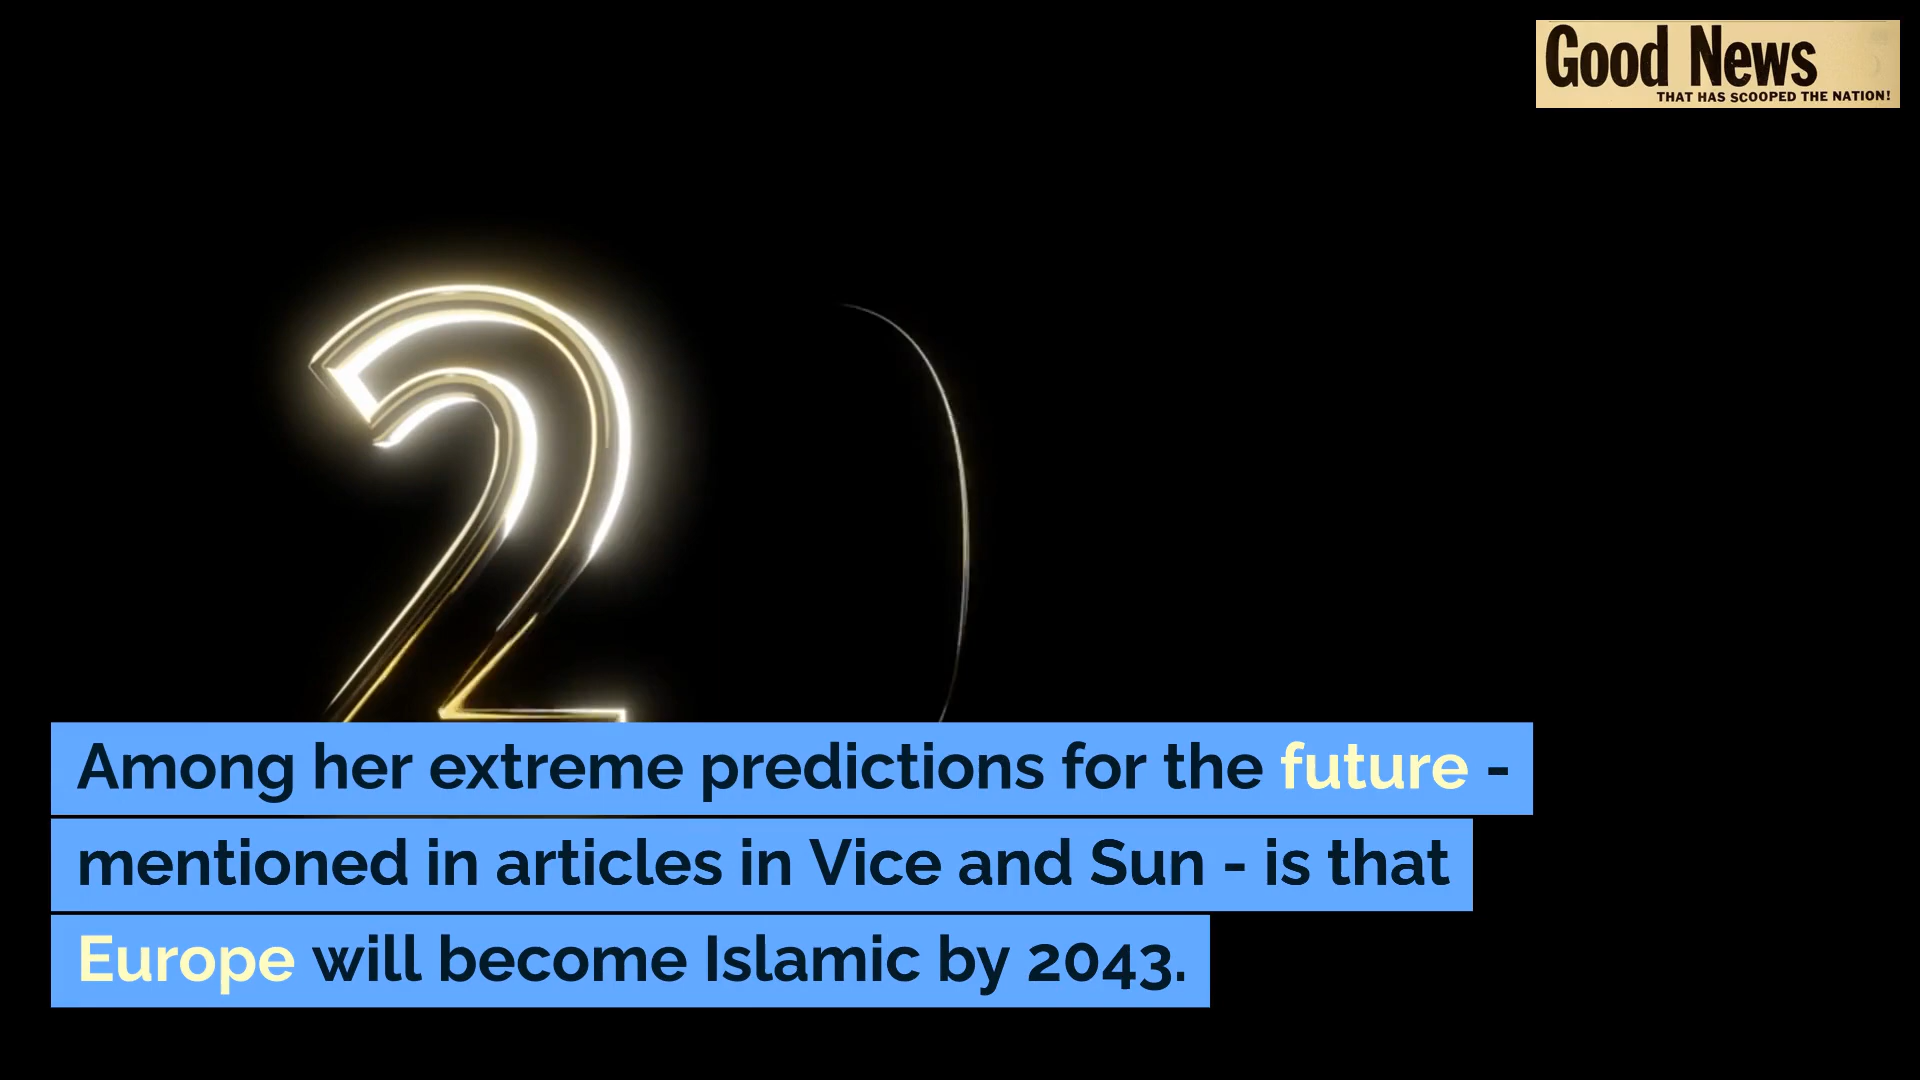 Good News
THAT HAS SCOOPED THE NATION!
2
Among her extreme predictions for the future -
mentioned in articles in Vice and Sun - is that
Europe will become Islamic by 2043.